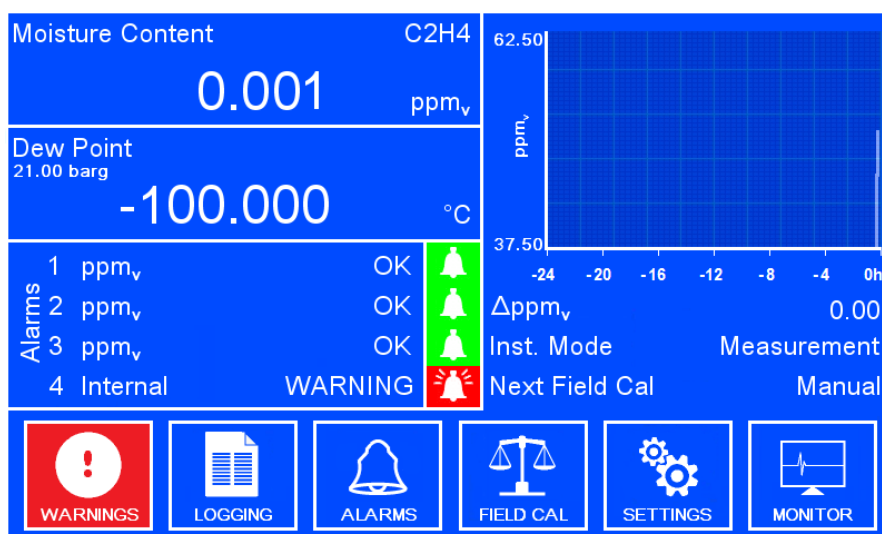 Moisture Content C2H4
0.001 ppmᵥ
Dew Point
21.00 barg
-100.000 °C
Alarms
1 ppmᵥ OK
2 ppmᵥ OK
3 ppmᵥ OK
4 Internal WARNING
62.50
ppmᵥ
37.50
-24 -20 -16 -12 -8 -4 0h
Δppmᵥ 0.00
Inst. Mode Measurement
Next Field Cal Manual
WARNINGS LOGGING ALARMS FIELD CAL SETTINGS MONITOR